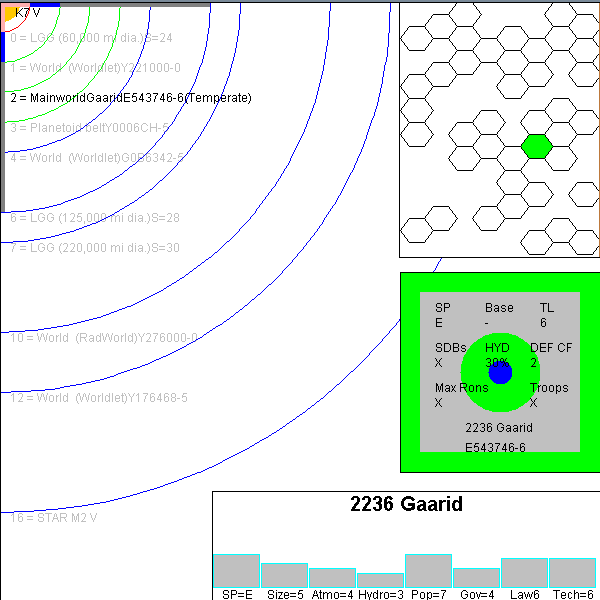 K7 V
0 = LGG (60,000 mi dia.)S=24
1 = World  (Worldlet)Y221000-0
2 = MainworldGaaridE543746-6(Temperate)
3 = Planetoid beltY0006CH-5
4 = World  (Worldlet)G0B6342-5
6 = LGG (125,000 mi dia.)S=28
7 = LGG (220,000 mi dia.)S=30
10 = World  (RadWorld)Y276000-0
12 = World  (Worldlet)Y176468-5
16 = STAR M2 V
SP Base TL
E - 6
SDBs HYD DEF CF
X 30% 2
Max Rons Troops
X X
2236 Gaarid
E543746-6
2236 Gaarid
SP=E Size=5 Atmo=4 Hydro=3 Pop=7 Gov=4 Law6 Tech=6